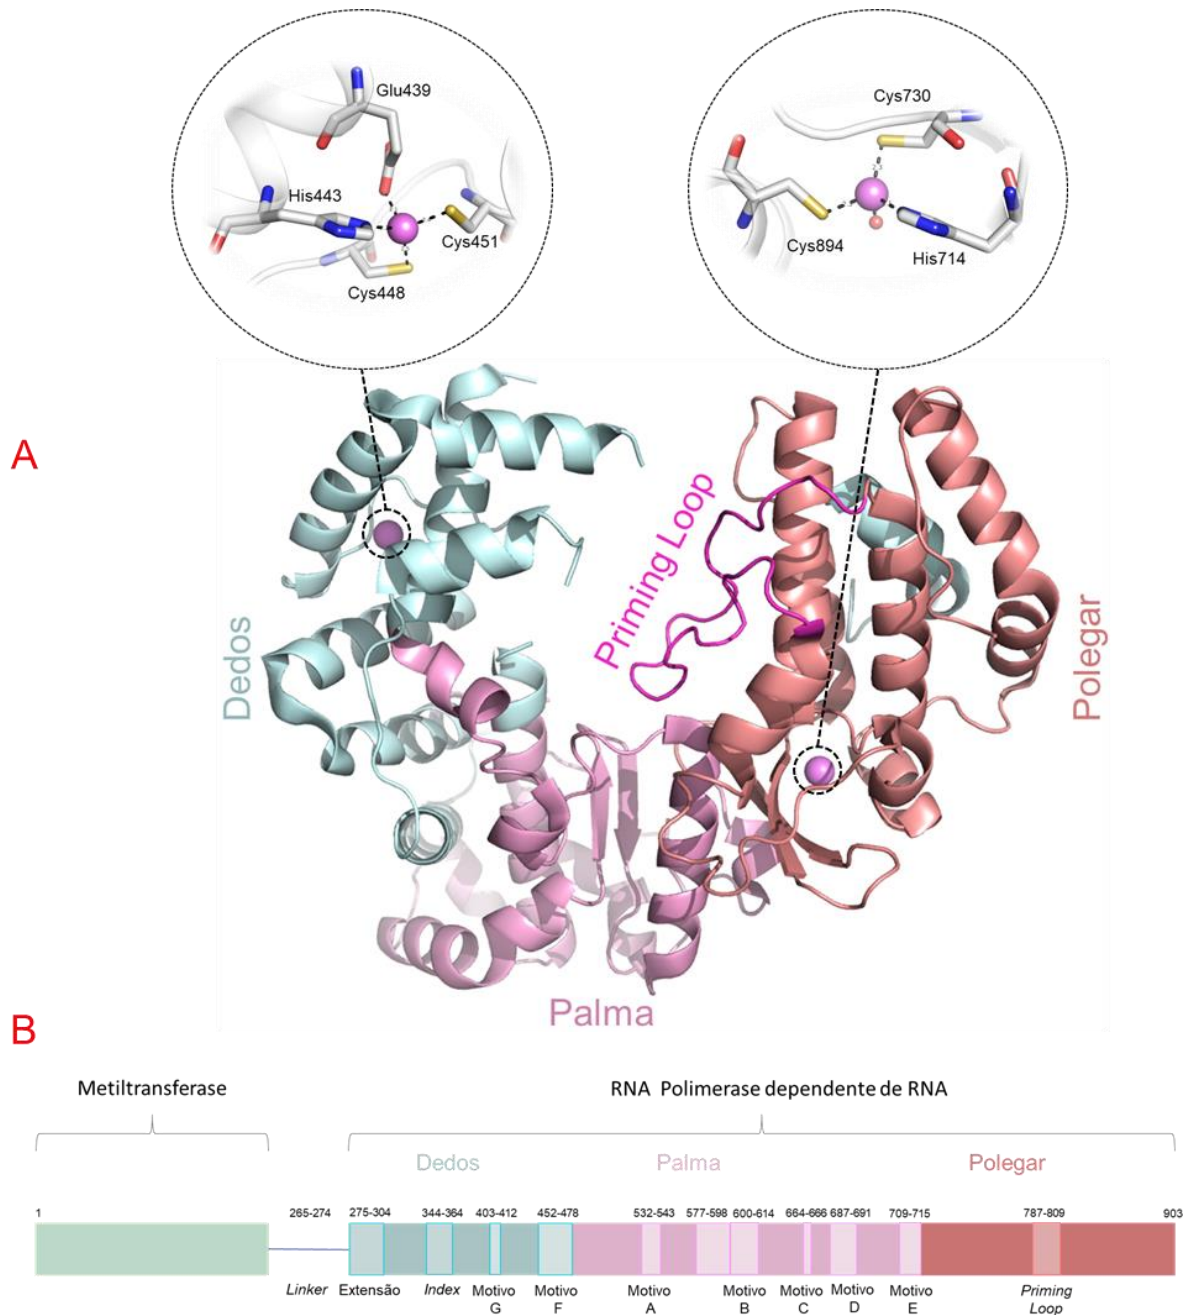 Glu439
His443
Cys451
Cys448
Cys730
Cys894
His714
A
Priming Loop
Dedos
Polegar
Palma
B
Metiltransferase
RNA Polimerase dependente de RNA
Dedos Palma Polegar
1 265-274 275-304 344-364 403-412 452-478 532-543 577-598 600-614 664-666 687-691 709-715 787-809 903
Linker Extensão Index Motivo Motivo Motivo Motivo Motivo Motivo Motivo Priming
G F A B C D E Loop